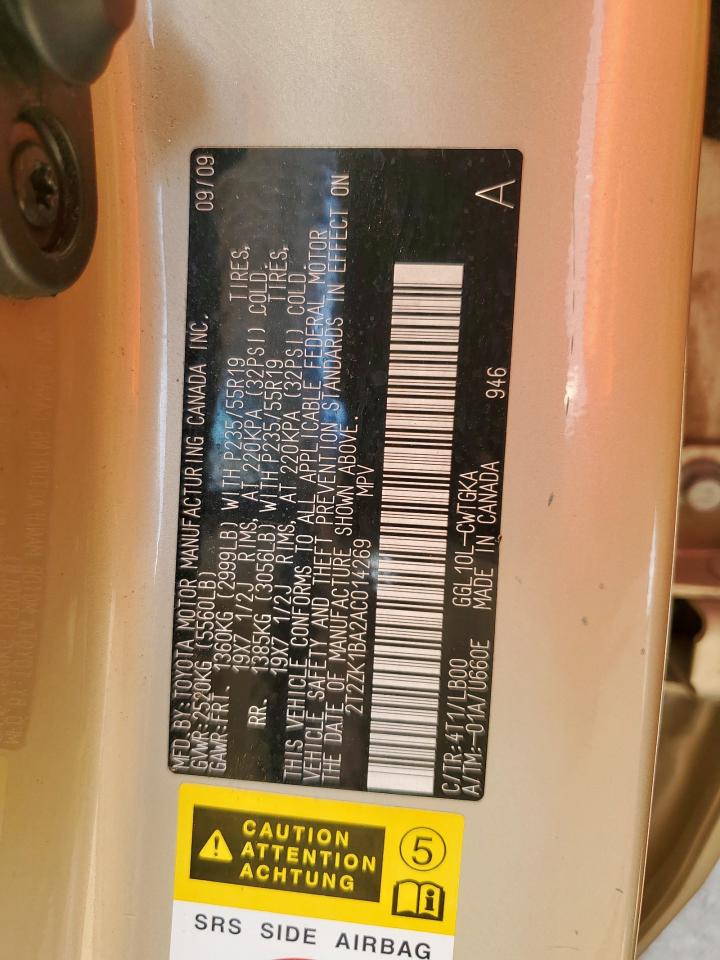 MFD.BY:TOYOTA MOTOR MANUFACTURING CANADA INC. 09/09
GVWR:2520KG (5560LB)
GAWR:FRT. 1360KG (2999LB) WITH P235/55R19 TIRES,
19X7 1/2J RIMS, AT 220KPA (32PSI) COLD.
RR. 1385KG (3056LB) WITH P235/55R19 TIRES,
19X7 1/2J RIMS, AT 220KPA (32PSI) COLD.
THIS VEHICLE CONFORMS TO ALL APPLICABLE FEDERAL MOTOR
VEHICLE SAFETY AND THEFT PREVENTION STANDARDS IN EFFECT ON
THE DATE OF MANUFACTURE SHOWN ABOVE.
2T2ZK1BA2AC014269 MPV
C/TR:4T1/LB00 GGL10L-CWTGKA 946 A
A/TM:-01A/U660E MADE IN CANADA
CAUTION
ATTENTION
ACHTUNG
5
SRS SIDE AIRBAG